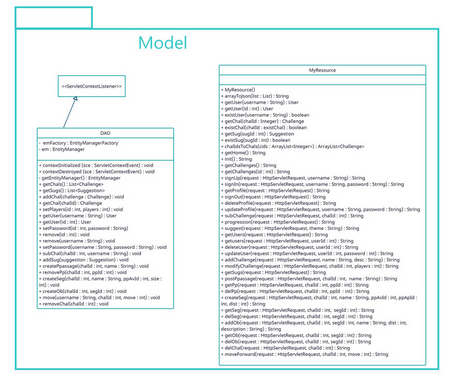 Model
<<ServletContextListener>>
DAO
- emFactory : EntityManagerFactory
- em : EntityManager
+ contextInitialized (sce : ServletContextEvent) : void
+ contextDestroyed (sce : ServletContextEvent) : void
+ getEntityManager() : EntityManager
+ getChals() : List<Challenge>
+ getSugs() : List<Suggestion>
+ addChal(challenge : Challenge) : void
+ getChal(chalId) : Challenge
+ setPlayers(id : int, players : int) : void
+ getUser(username : String) : User
+ getUser(id : int) : User
+ setPassword(id : int, password : String)
+ remove(id : int) : void
+ remove(username : String) : void
+ setPassword(username : String, password : String) : void
+ subChal(chalId : int, username : String) : void
+ addSug(suggestion : Suggestion) : void
+ createPpassage(chalId : int, name : String) : void
+ removePp(chalId : int, ppId : int) : void
+ createSeg(chalId : int, name : String, ppAvId : int, size :
int) : void
+ createOb(chalId : int, segId : int) : void
+ move(username : String, chalId : int, move : int) : void
+ removeChal(chalId : int) : void
MyResource
+ MyResource()
+ arrayToJson(list : List) : String
+ getUser(username : String) : User
+ getUser(id : int) : User
+ existUser(username : String) : boolean
+ getChal(chalId : Integer) : Challenge
+ existChal(chalId : existChal) : boolean
+ getSug(sugId : int) : Suggestion
+ existSug(sugId : int) : boolean
+ chalIdsToChals(cids : ArrayList<Integer>) : ArrayList<Challenge>
+ getHome() : String
+ init() : String
+ getChallenges() : String
+ getChallenges(id : int) : String
+ signUp(request : HttpServletRequest, username : String) : String
+ signIn(request : HttpServletRequest, username : String, password : String) : String
+ getProfile(request : HttpServletRequest) : String
+ signOut(request : HttpServletRequest) : String
+ deleteProfile(request : HttpServletRequest) : String
+ updateProfile(request : HttpServletRequest, username : String, password : String) : String
+ subChallenge(request : HttpServletRequest, chalId : int) : String
+ progression(request : HttpServletRequest) : String
+ suggest(request : HttpServletRequest, theme : String) : String
+ getUsers(request : HttpServletRequest) : String
+ getusers(request : HttpServletRequest, userId : int) : String
+ deleteUser(request : HttpServletRequest, userId : int) : String
+ updateUser(request : HttpServletRequest, userId : int, password : int) : String
+ addChallenge(request : HttpServletRequest, name : String, desc : String) : String
+ modifyChallenge(request : HttpServletRequest, chalId : int, players : int) : String
+ getSugs(request : HttpServletRequest) : String
+ postPpassage(request : HttpServletRequest, chalId : int, name : String) : String
+ getPp(request : HttpServletRequest, chalId : int, ppId : int) : String
+ delPp(request : HttpServletRequest, chalId : int, ppId : int) : String
+ createSeg(request : HttpServletRequest, chalId : int, name : String, ppAvId : int, ppApId :
int, dist : int) : String
+ getSeg(request : HttpServletRequest, chalId : int, segId : int) : String
+ delSeg(request : HttpServletRequest, chalId : int, segId : int) : String
+ addOb(request : HttpServletRequest, chalId : int, segId : int, name : String, dist : int,
description : String) : String
+ getOb(request : HttpServletRequest, chalId : int, segId : int) : String
+ delOb(request : HttpServletRequest, chalId : int, segId : int) : String
+ delChal(request : HttpServletRequest, chalId : int) : String
+ moveForward(request : HttpServletRequest, chalId : int, move : int) : String